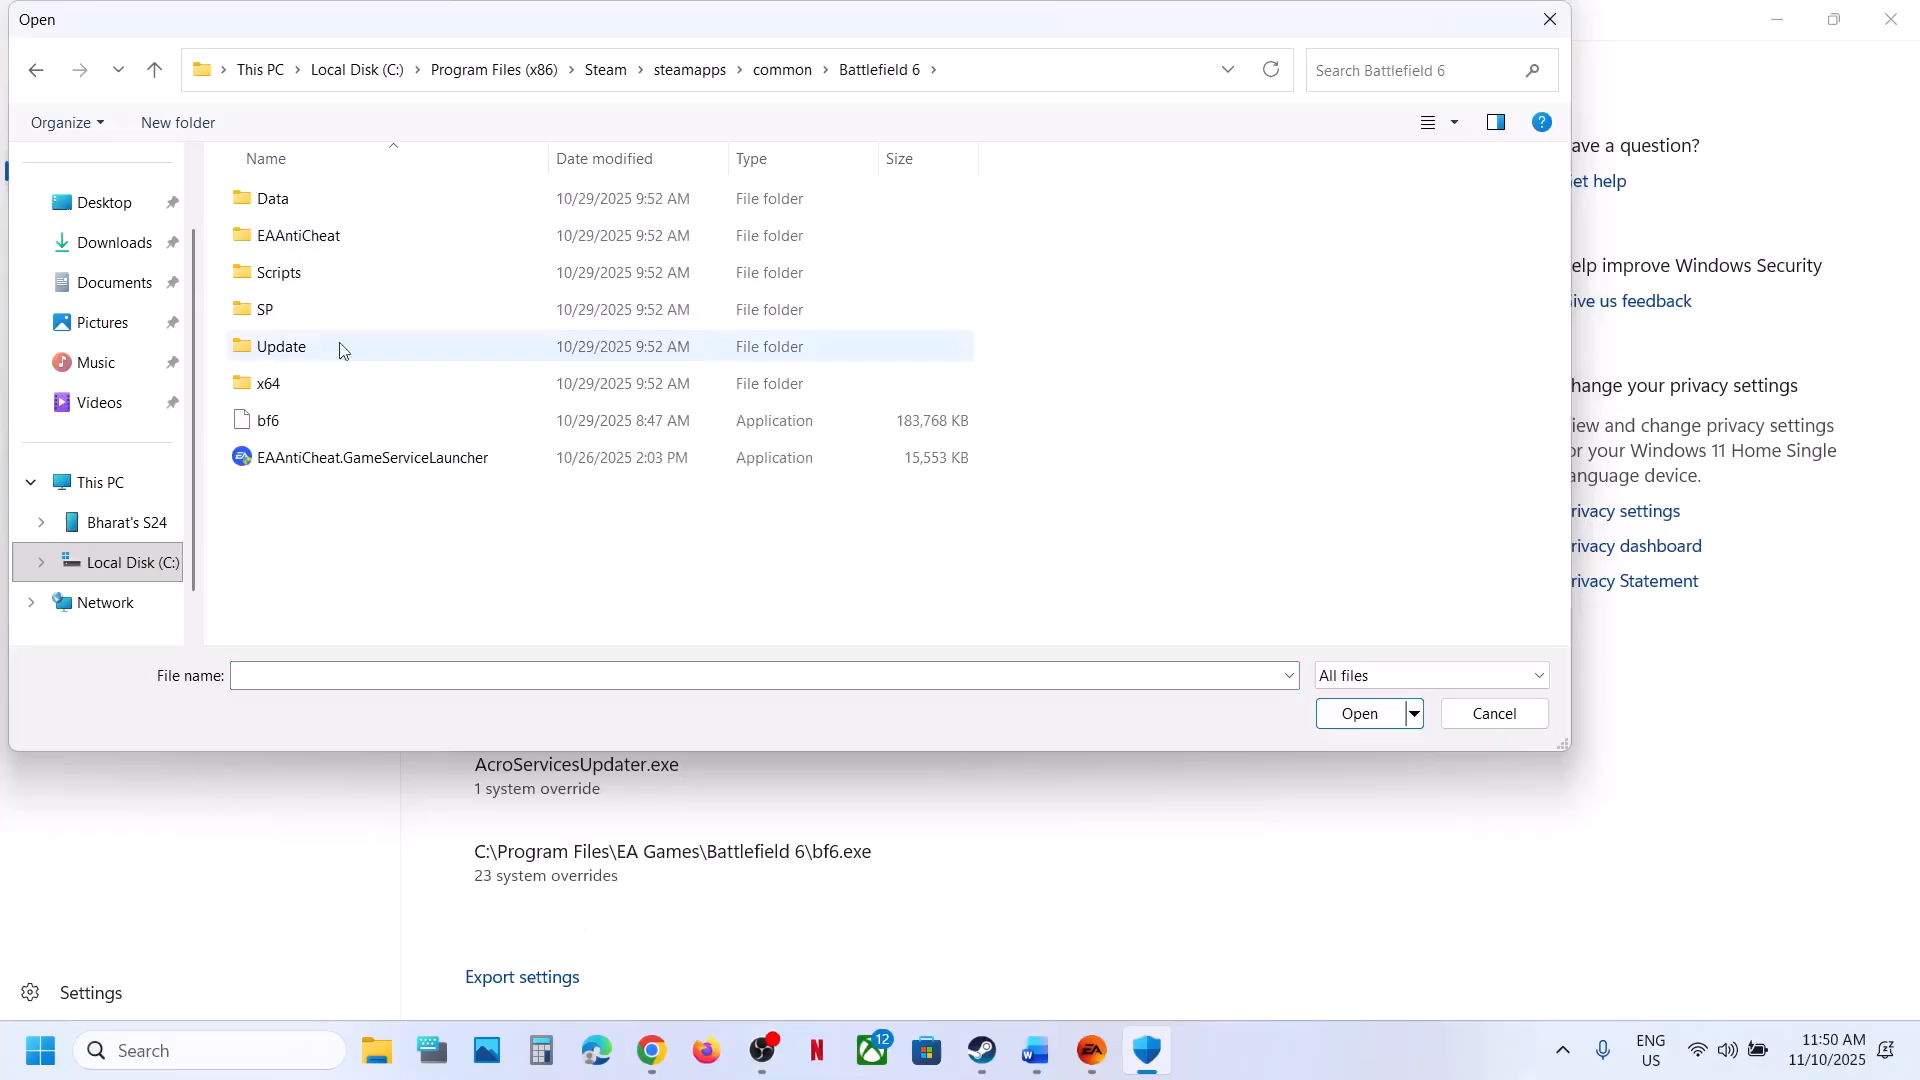 Open
This PC > Local Disk (C:) > Program Files (x86) > Steam > steamapps > common > Battlefield 6 >
Search Battlefield 6
Organize
New folder
?
Name
Date modified
Type
Size
Desktop
Downloads
Documents
Pictures
Music
Videos
This PC
Bharat's S24
Local Disk (C:)
Network
Data 10/29/2025 9:52 AM File folder
EAAntiCheat 10/29/2025 9:52 AM File folder
Scripts 10/29/2025 9:52 AM File folder
SP 10/29/2025 9:52 AM File folder
Update 10/29/2025 9:52 AM File folder
x64 10/29/2025 9:52 AM File folder
bf6 10/29/2025 8:47 AM Application 183,768 KB
EAAntiCheat.GameServiceLauncher 10/26/2025 2:03 PM Application 15,553 KB
File name:
All files
Open
Cancel
ave a question?
et help
elp improve Windows Security
ive us feedback
hange your privacy settings
iew and change privacy settings
or your Windows 11 Home Single
anguage device.
rivacy settings
rivacy dashboard
rivacy Statement
AcroServicesUpdater.exe
1 system override
C:\Program Files\EA Games\Battlefield 6\bf6.exe
23 system overrides
Export settings
Settings
Search
N
12
W
EA
ENG
US
11:50 AM
11/10/2025